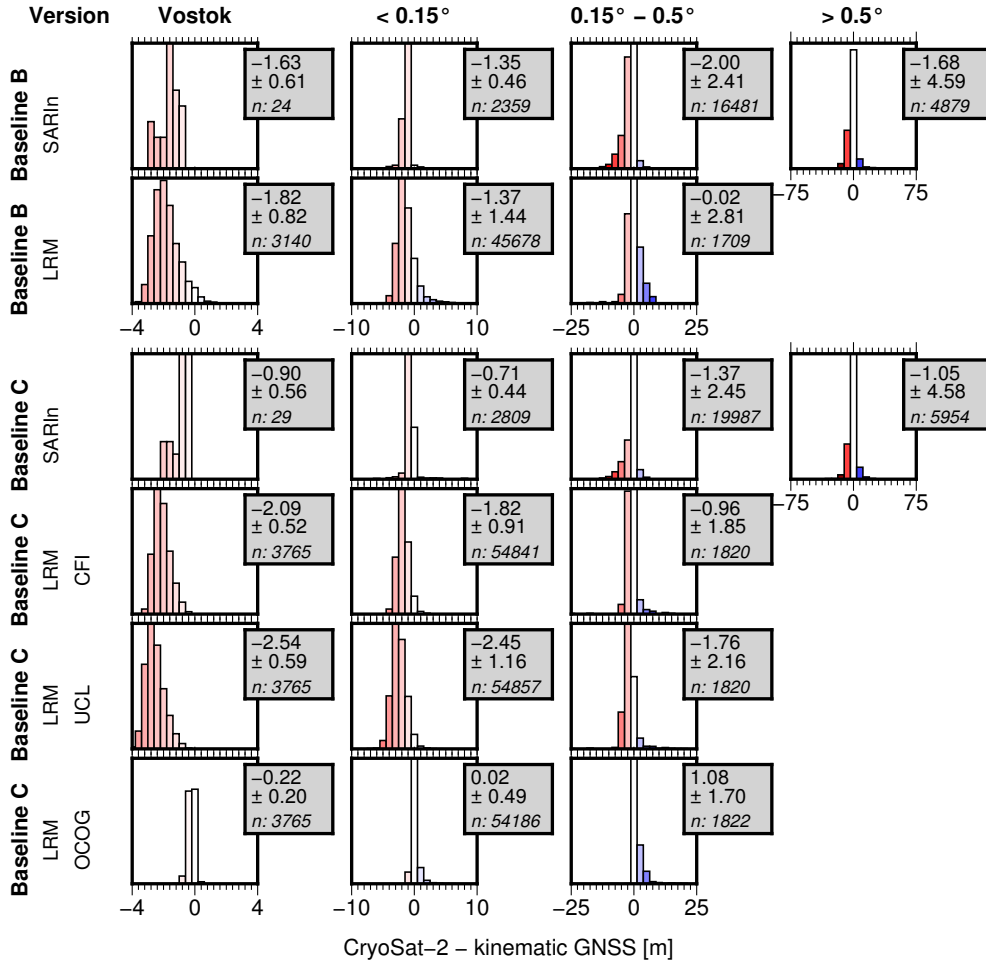 Version Vostok < 0.15° 0.15° − 0.5° > 0.5°
Baseline B
SARIn
−1.63
± 0.61
n: 24
−1.35
± 0.46
n: 2359
−2.00
± 2.41
n: 16481
−1.68
± 4.59
n: 4879
−75 0 75
Baseline B
LRM
−1.82
± 0.82
n: 3140
−1.37
± 1.44
n: 45678
−0.02
± 2.81
n: 1709
−4 0 4
−10 0 10
−25 0 25
Baseline C
SARIn
−0.90
± 0.56
n: 29
−0.71
± 0.44
n: 2809
−1.37
± 2.45
n: 19987
−1.05
± 4.58
n: 5954
−75 0 75
Baseline C
LRM
CFI
−2.09
± 0.52
n: 3765
−1.82
± 0.91
n: 54841
−0.96
± 1.85
n: 1820
Baseline C
LRM
UCL
−2.54
± 0.59
n: 3765
−2.45
± 1.16
n: 54857
−1.76
± 2.16
n: 1820
Baseline C
LRM
OCOG
−0.22
± 0.20
n: 3765
0.02
± 0.49
n: 54186
1.08
± 1.70
n: 1822
−4 0 4
−10 0 10
−25 0 25
CryoSat−2 − kinematic GNSS [m]